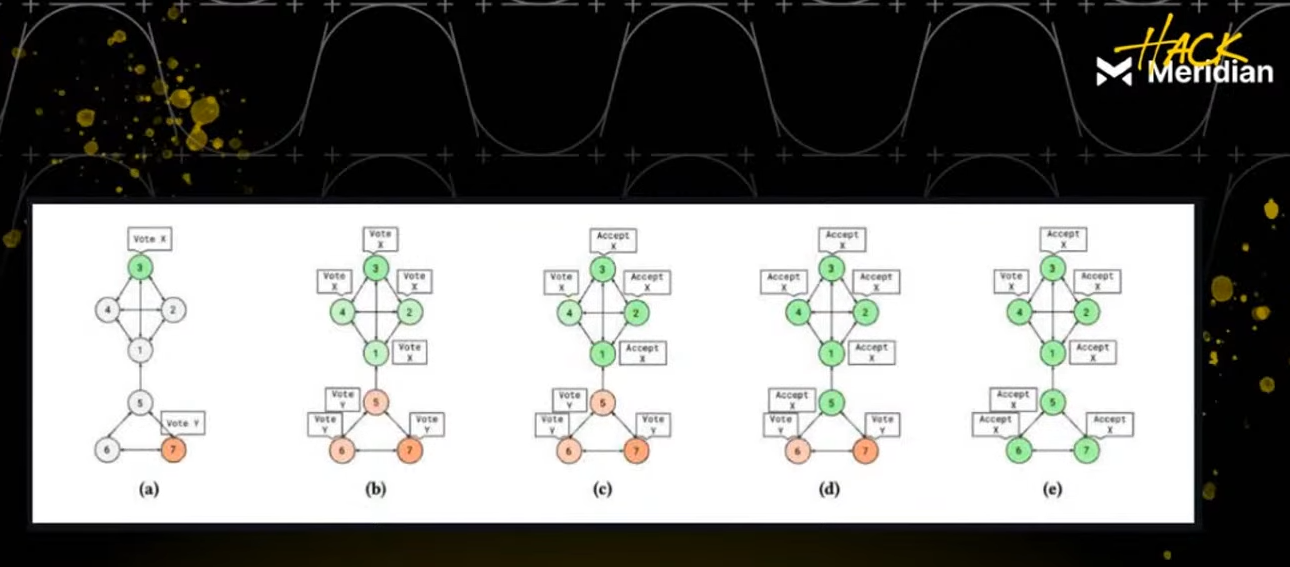 HACK
Meridian
Vote X
3
4
2
1
5
Vote Y
6
7
(a)
Vote
X
3
Vote
X
Vote
X
4
2
1
Vote
X
Vote
Y
5
Vote
Y
Vote
Y
6
7
(b)
Accept
X
3
Vote
X
Accept
X
4
2
1
Accept
X
Vote
Y
5
Vote
Y
Vote
Y
6
7
(c)
Accept
X
3
Accept
X
Accept
X
4
2
1
Accept
X
Accept
X
5
Vote
Y
Vote
Y
6
7
(d)
Accept
X
3
Vote
X
Accept
X
4
2
1
Accept
X
Accept
X
5
Accept
X
Accept
X
6
7
(e)